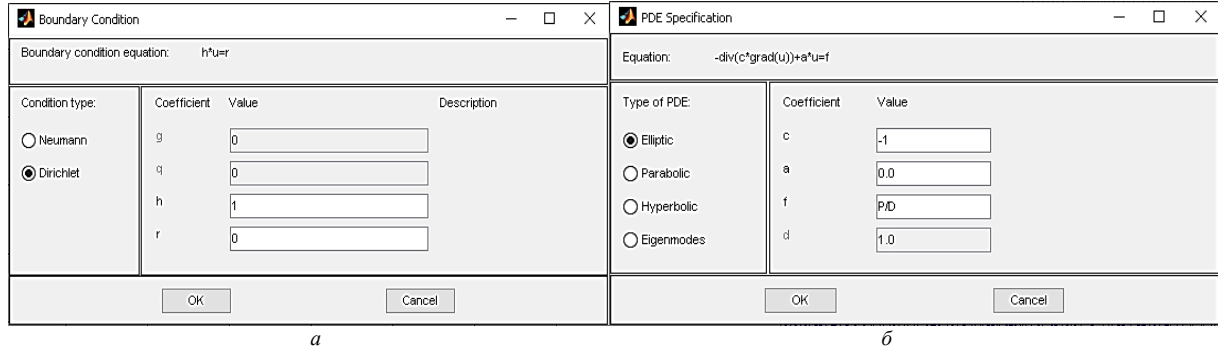 Boundary Condition
Boundary condition equation: h*u=r
Condition type:
Neumann
Dirichlet
Coefficient Value Description
g 0
q 0
h 1
r 0
OK Cancel
а
PDE Specification
Equation: -div(c*grad(u))+a*u=f
Type of PDE:
Elliptic
Parabolic
Hyperbolic
Eigenmodes
Coefficient Value
c -1
a 0.0
f P/D
d 1.0
OK Cancel
б